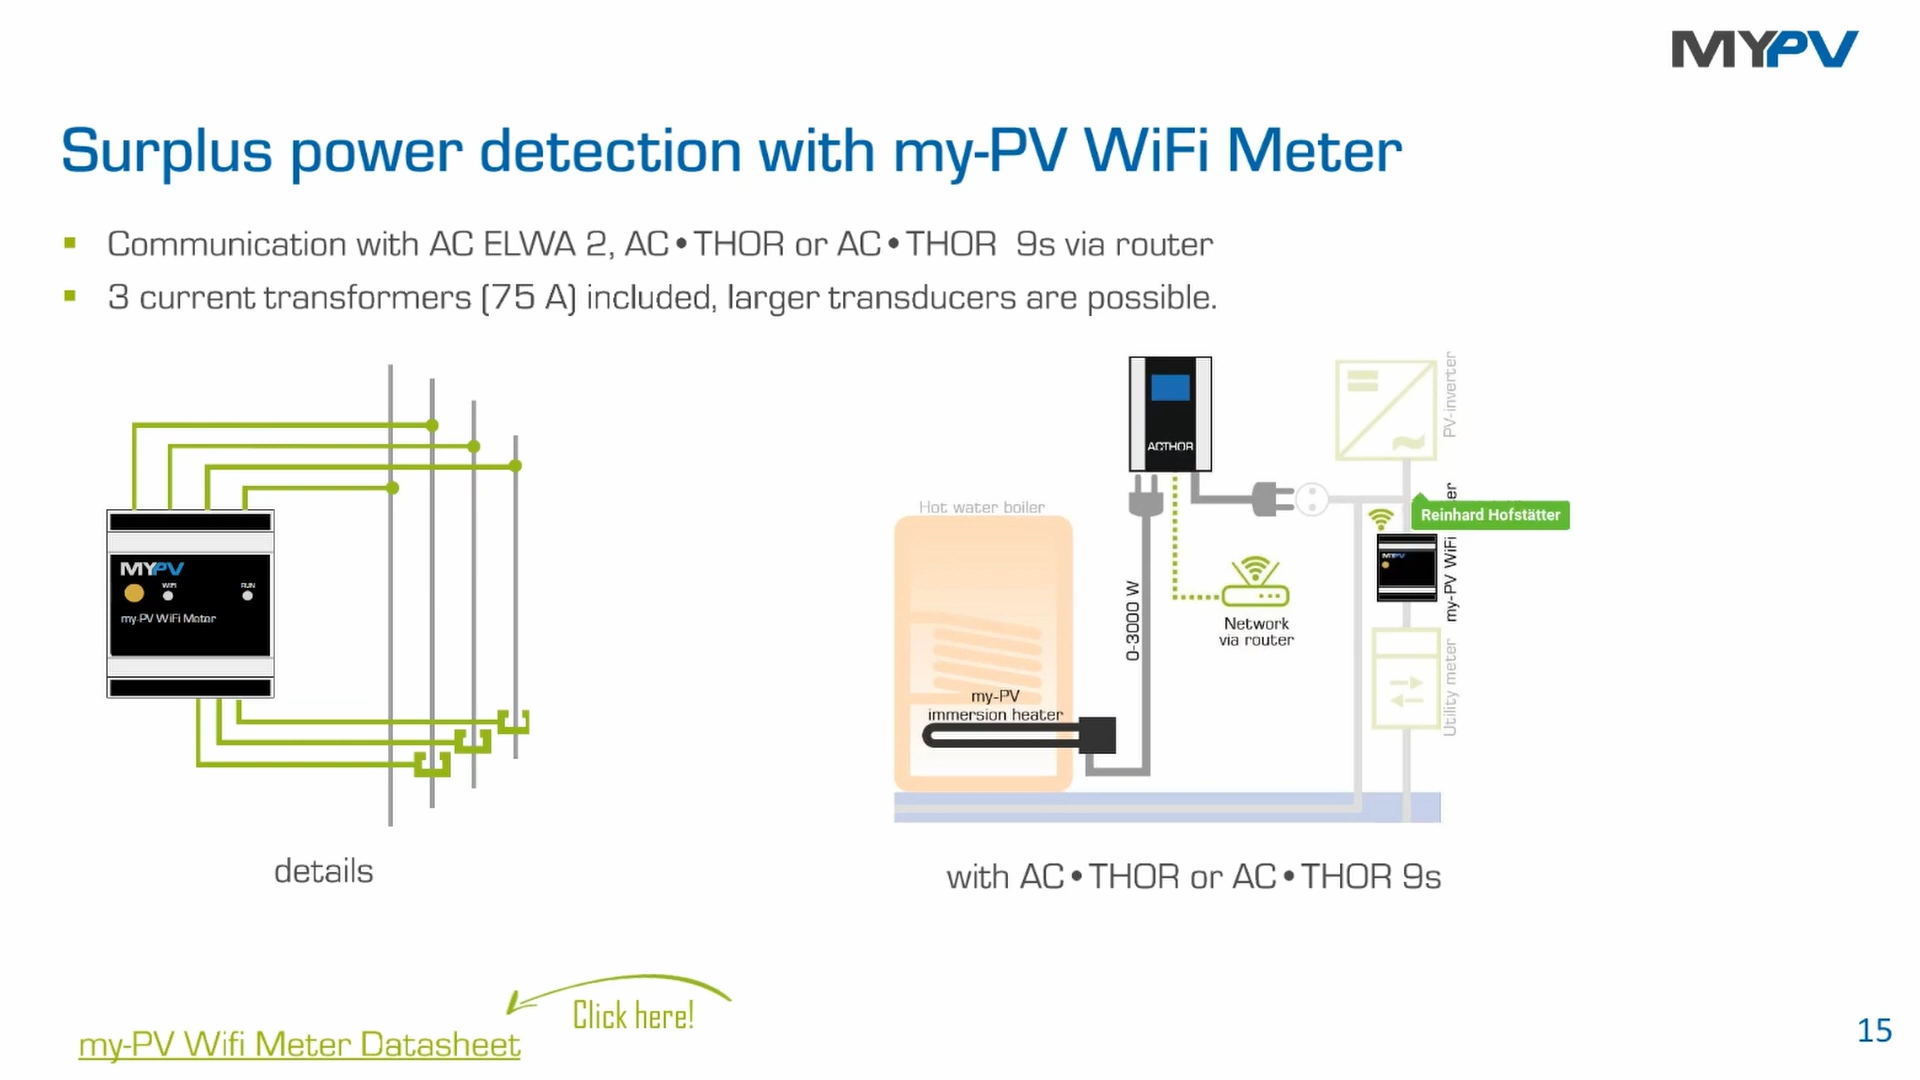 MYPV
Surplus power detection with my-PV WiFi Meter
Communication with AC ELWA 2, AC•THOR or AC•THOR 9s via router
3 current transformers (75 A) included, larger transducers are possible.
MYPV
WIFI
RUN
my-PV WiFi Meter
details
ACTHOR
PV-inverter
Hot water boiler
Reinhard Hofstätter
MYPV
my-PV WiFi
er
0-3000 W
Network
via router
Utility meter
my-PV
immersion heater
with AC•THOR or AC•THOR 9s
Click here!
my-PV Wifi Meter Datasheet
15